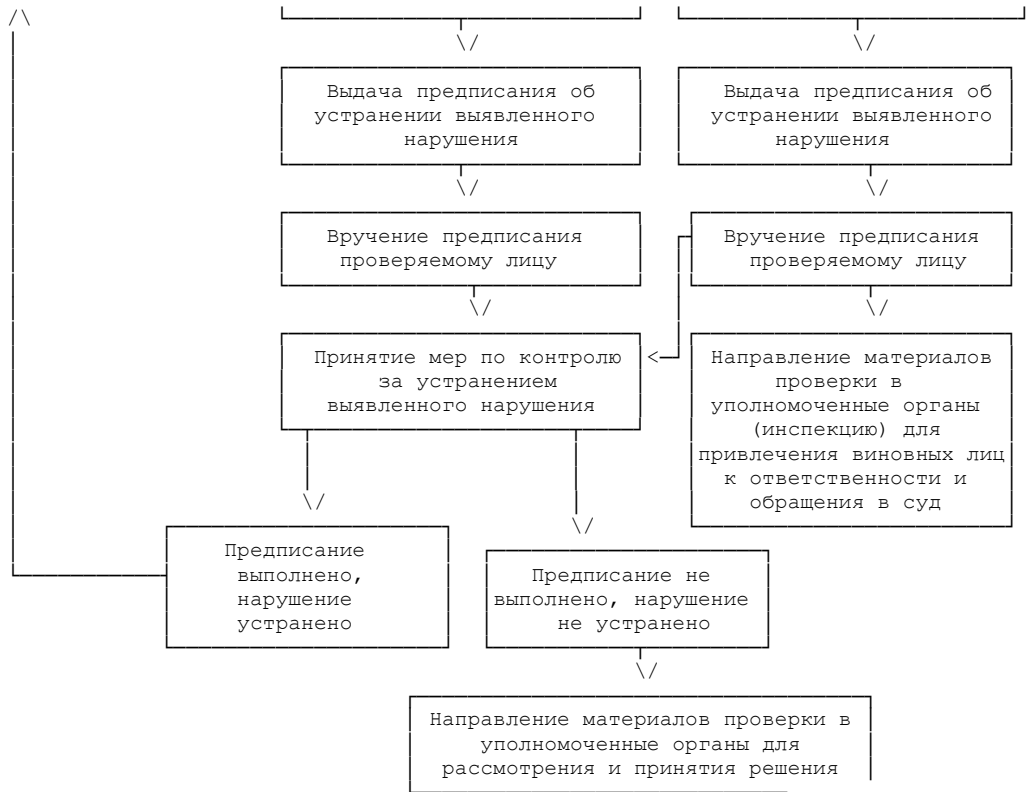 Выдача предписания об
устранении выявленного
нарушения
Выдача предписания об
устранении выявленного
нарушения
Вручение предписания
проверяемому лицу
Вручение предписания
проверяемому лицу
Принятие мер по контролю
за устранением
выявленного нарушения
Направление материалов
проверки в
уполномоченные органы
(инспекцию) для
привлечения виновных лиц
к ответственности и
обращения в суд
Предписание
выполнено,
нарушение
устранено
Предписание не
выполнено, нарушение
не устранено
Направление материалов проверки в
уполномоченные органы для
рассмотрения и принятия решения